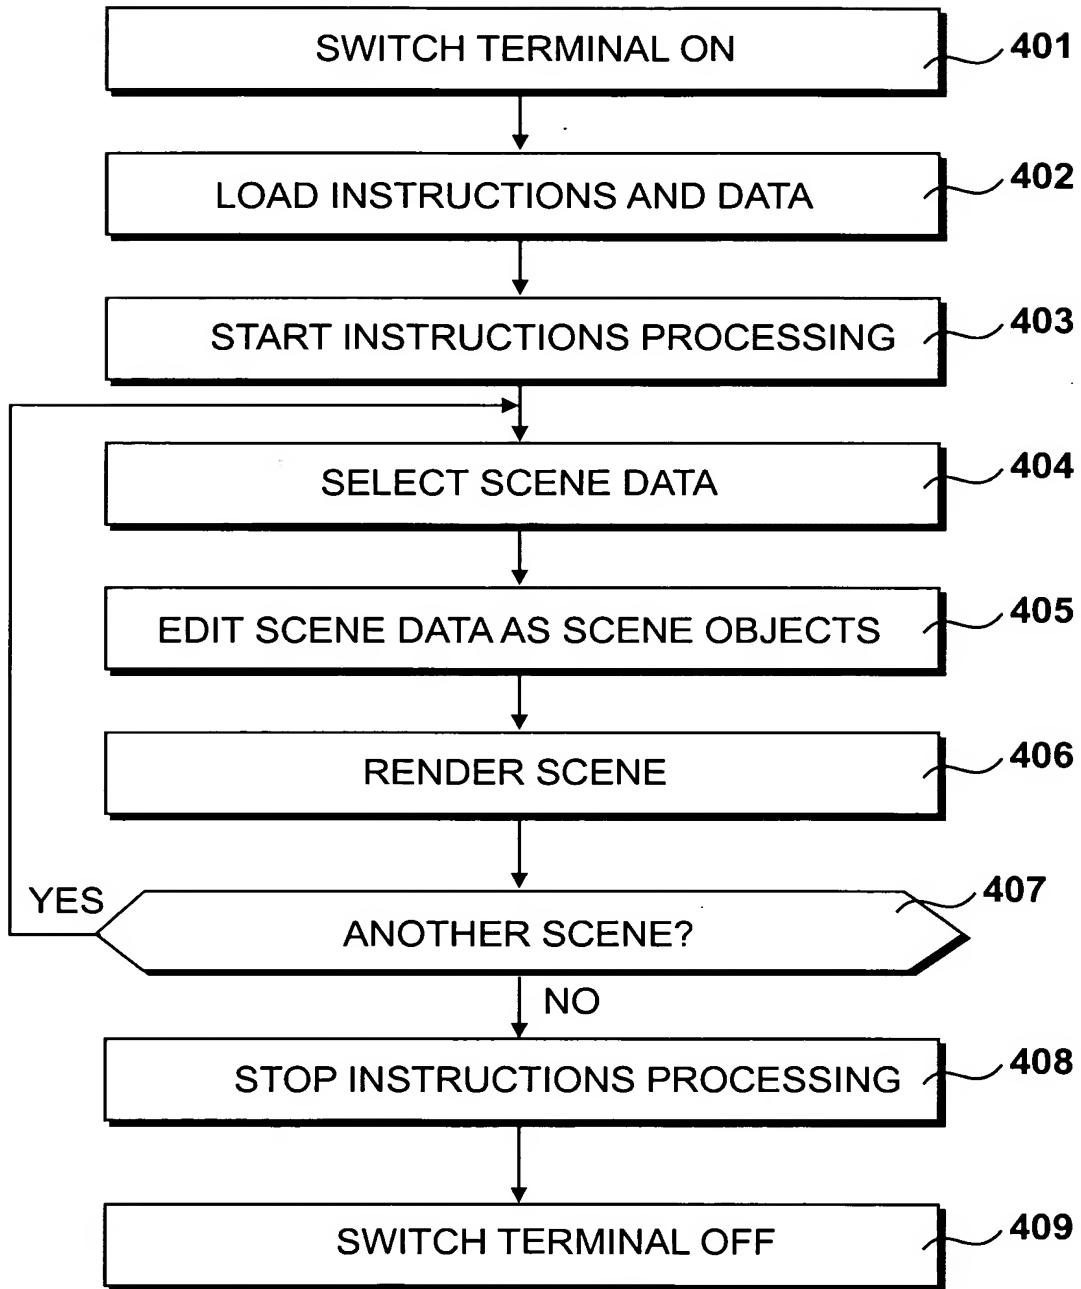 SWITCH TERMINAL ON
401
LOAD INSTRUCTIONS AND DATA
402
START INSTRUCTIONS PROCESSING
403
SELECT SCENE DATA
404
EDIT SCENE DATA AS SCENE OBJECTS
405
RENDER SCENE
406
YES
ANOTHER SCENE?
407
NO
STOP INSTRUCTIONS PROCESSING
408
SWITCH TERMINAL OFF
409